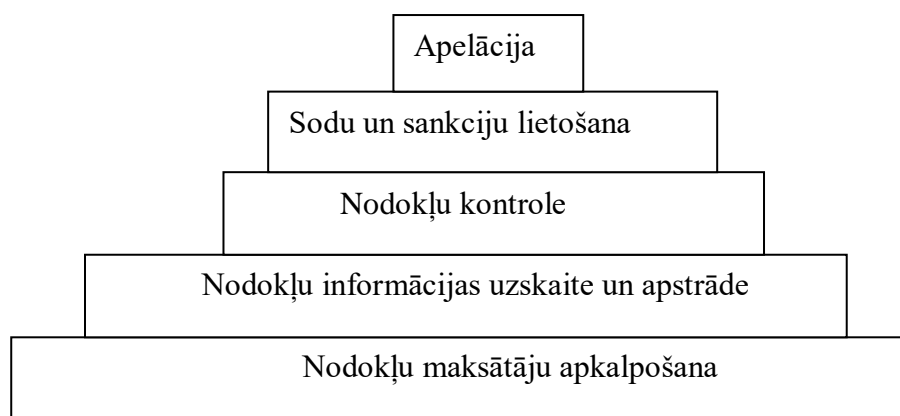 Apelācija
Sodu un sankciju lietošana
Nodokļu kontrole
Nodokļu informācijas uzskaite un apstrāde
Nodokļu maksātāju apkalpošana